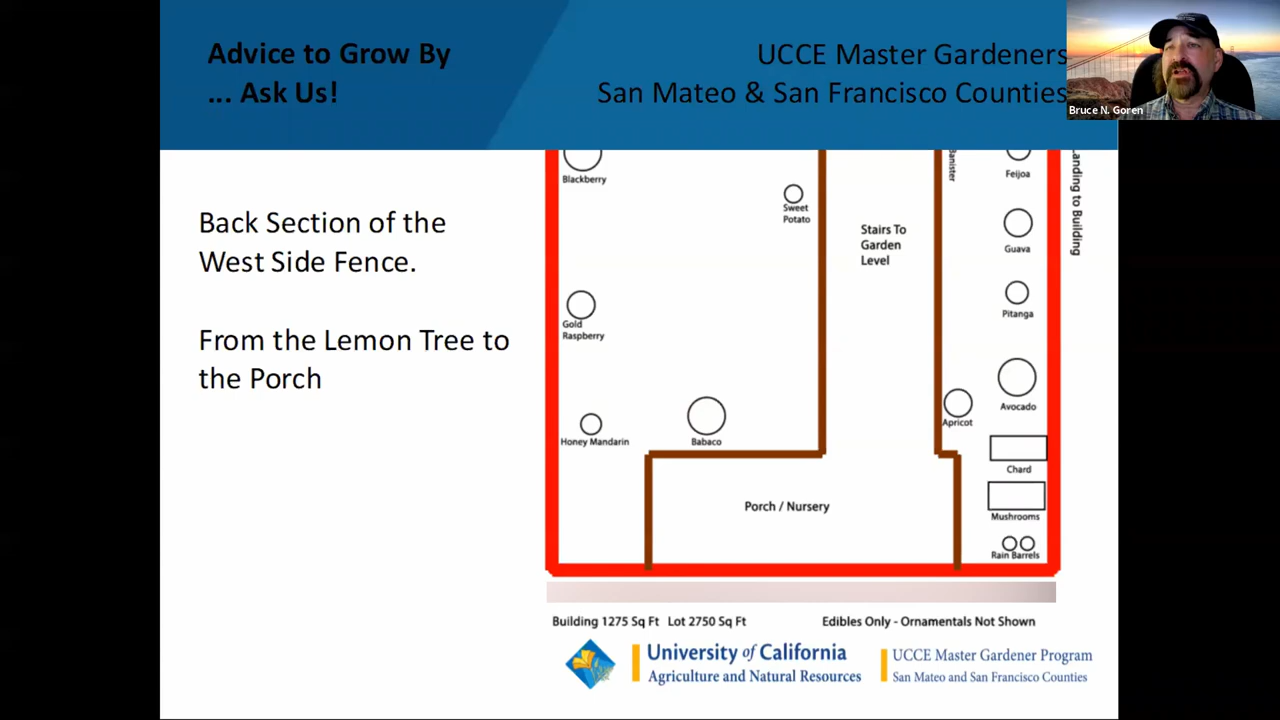 Advice to Grow By
... Ask Us!
UCCE Master Gardeners
San Mateo & San Francisco Counties
Bruce N. Goren
Back Section of the
West Side Fence.
From the Lemon Tree to
the Porch
Blackberry
Sweet
Potato
Gold
Raspberry
Honey Mandarin
Babaco
Stairs To
Garden
Level
Banister
Porch / Nursery
Feijoa
Guava
Pitanga
Avocado
Apricot
Chard
Mushrooms
Rain Barrels
to Building
Building 1275 Sq Ft Lot 2750 Sq Ft
Edibles Only - Ornamentals Not Shown
University of California
Agriculture and Natural Resources
UCCE Master Gardener Program
San Mateo and San Francisco Counties